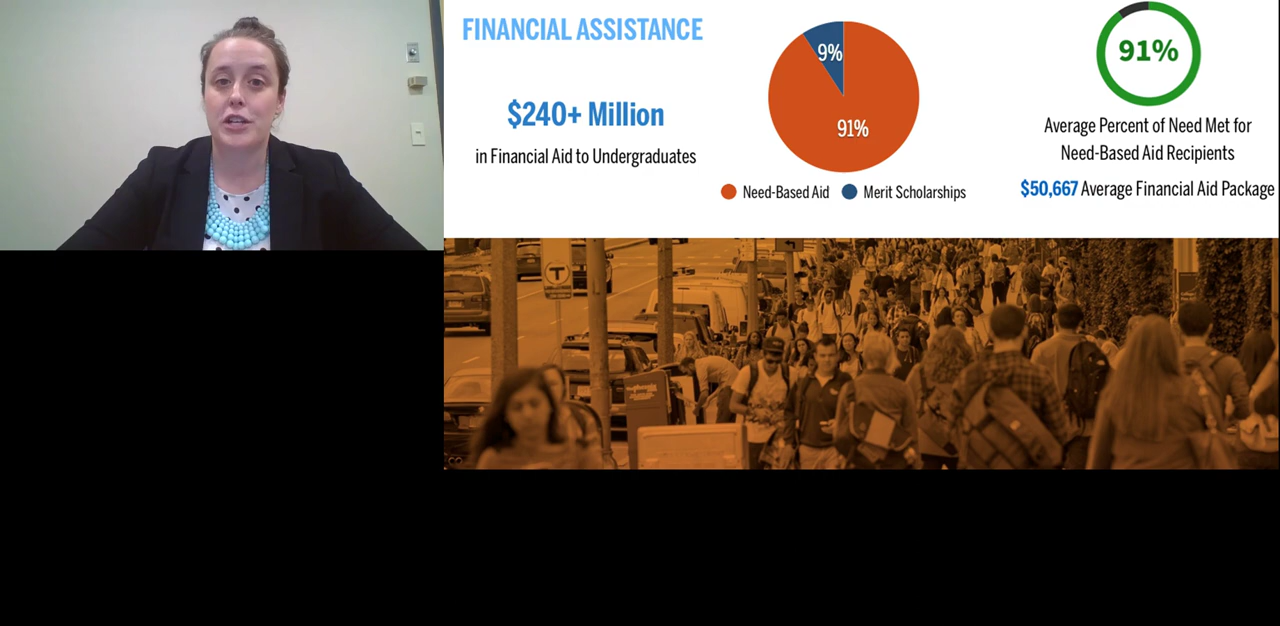 FINANCIAL ASSISTANCE
$240+ Million
in Financial Aid to Undergraduates
9%
91%
Need-Based Aid
Merit Scholarships
91%
Average Percent of Need Met for
Need-Based Aid Recipients
$50,667 Average Financial Aid Package
T